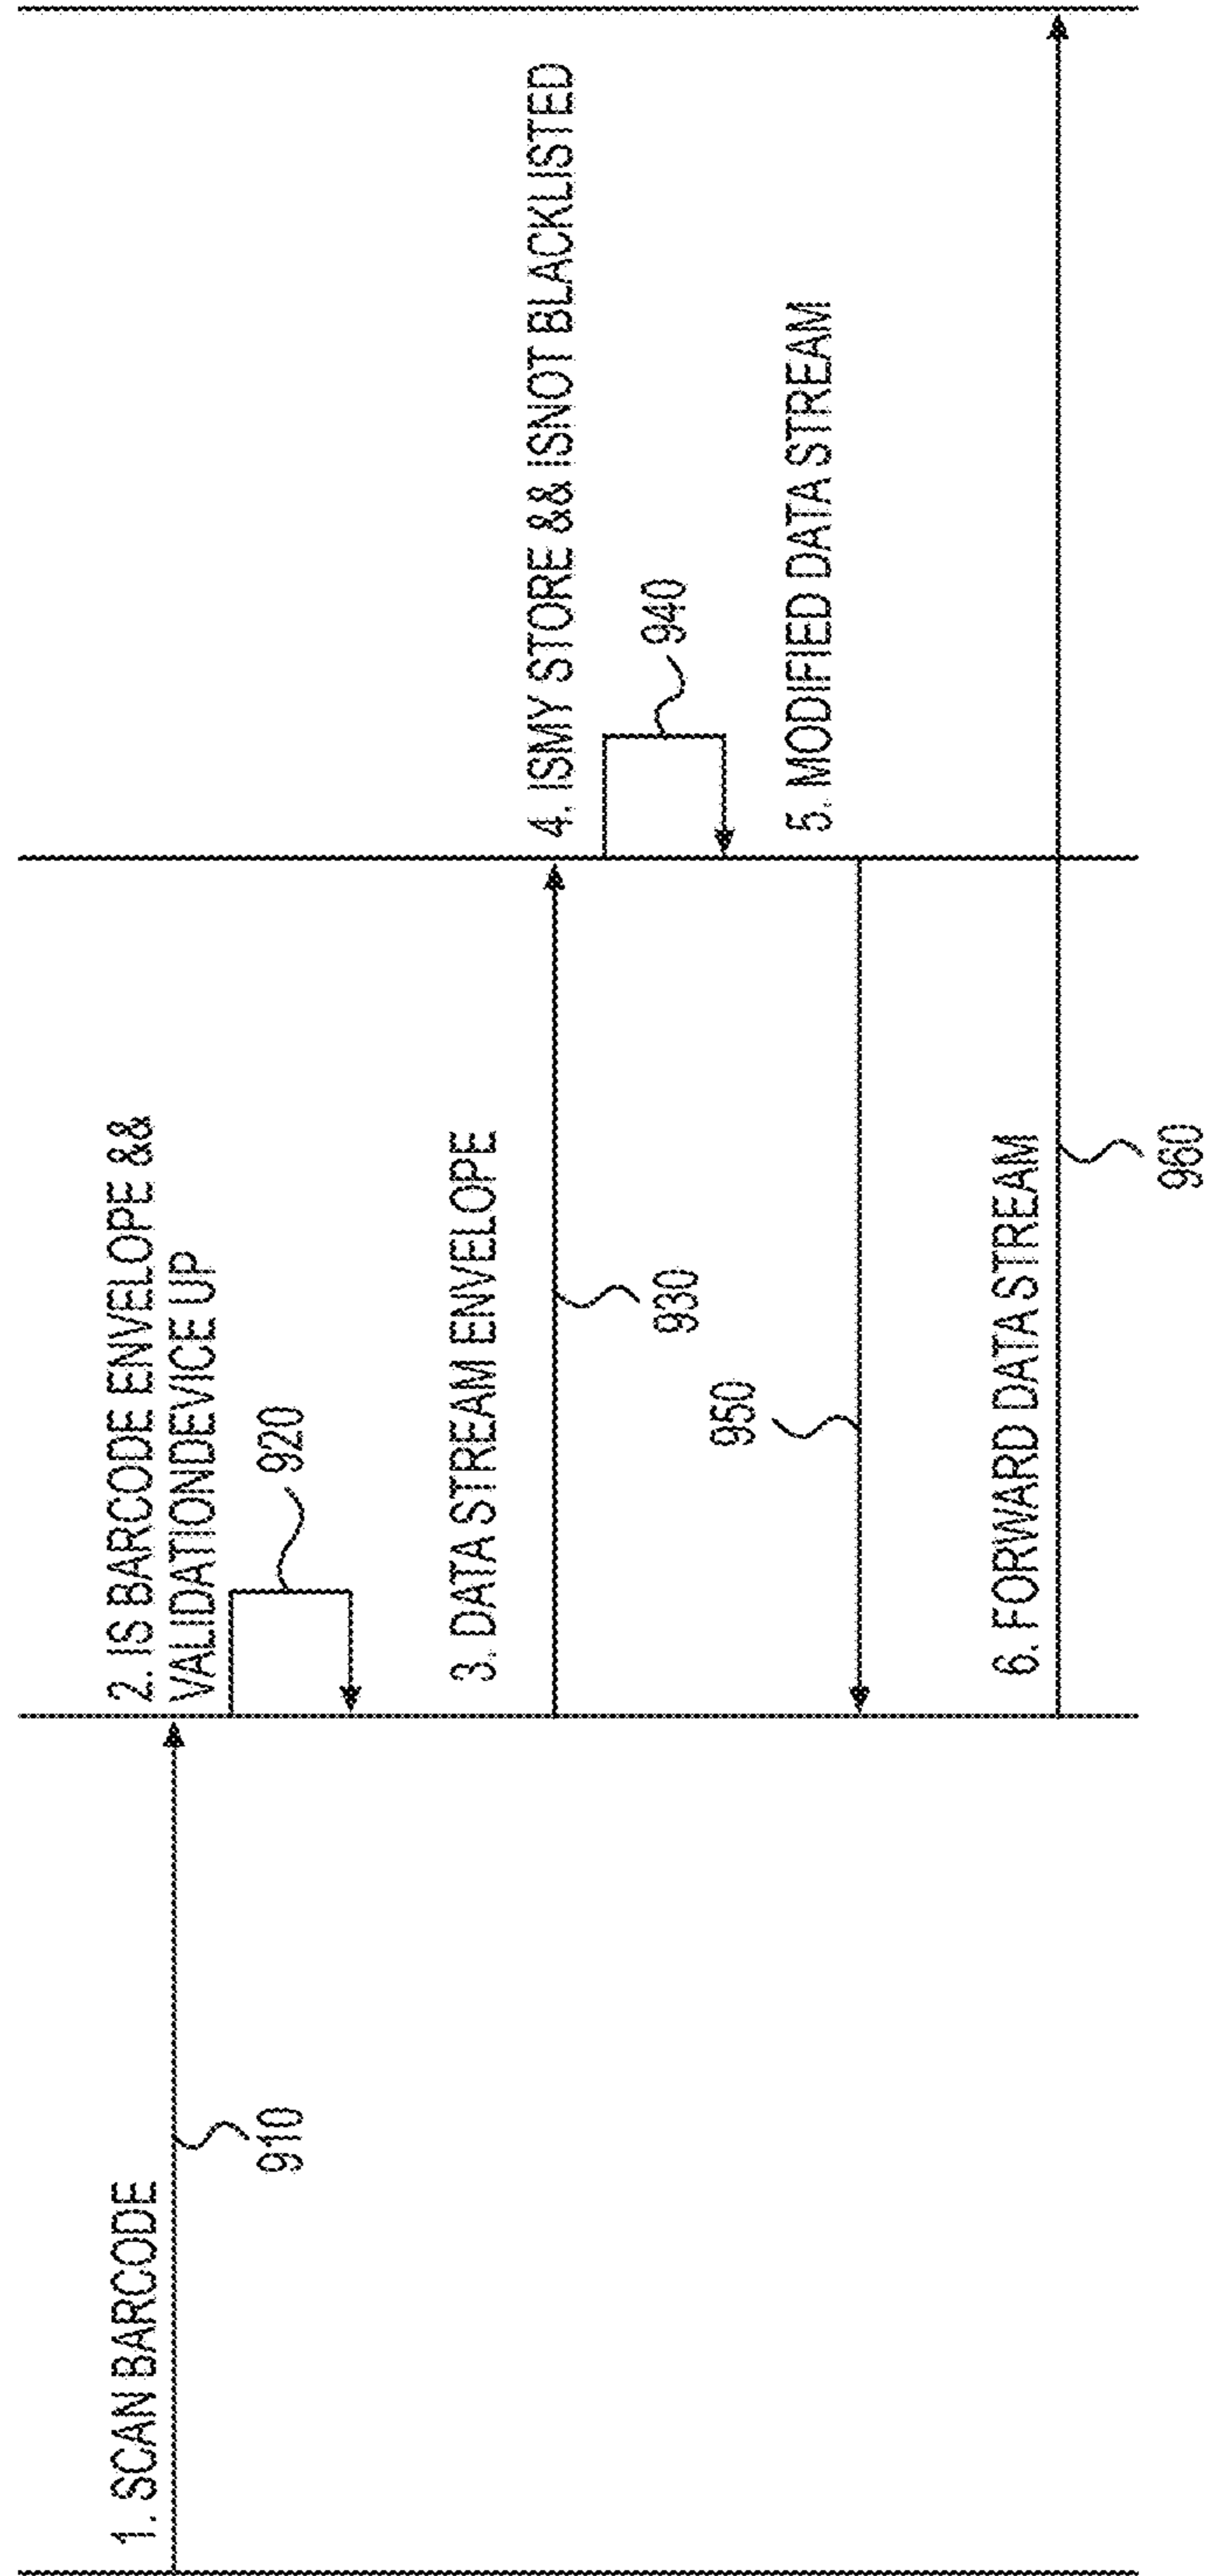 1. SCAN BARCODE
910
2. IS BARCODE ENVELOPE &&
VALIDATIONDEVICE UP
920
3. DATA STREAM ENVELOPE
930
4. ISMY STORE && ISNOT BLACKLISTED
940
5. MODIFIED DATA STREAM
950
6. FORWARD DATA STREAM
960